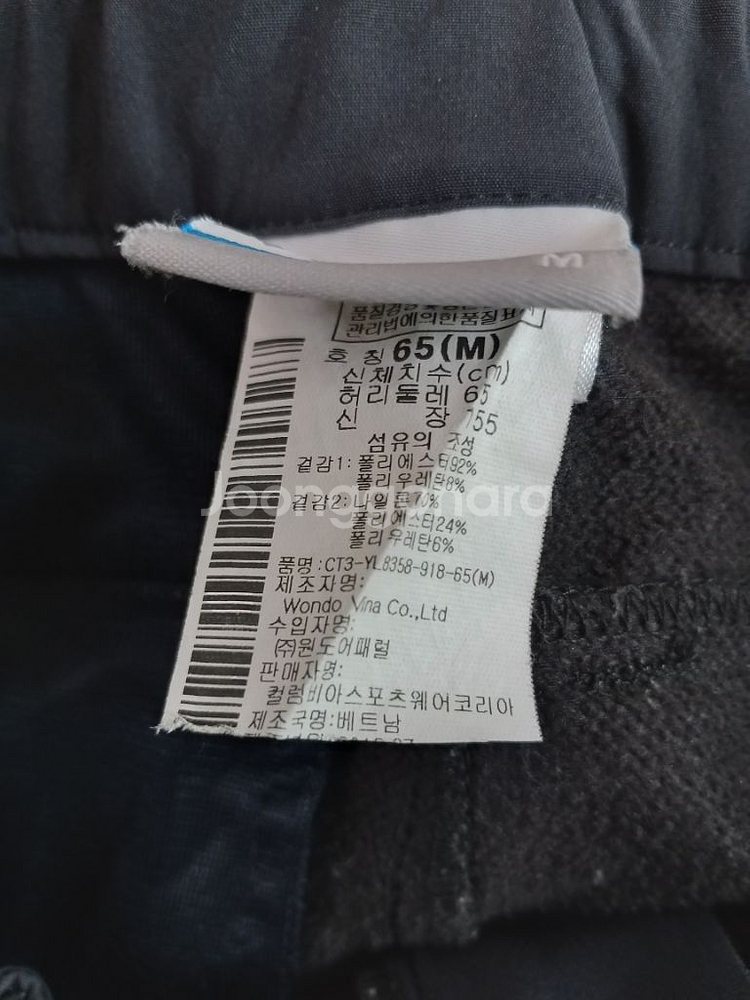 M
관리법에의한품질표시
호 칭 65(M)
신체치수(cm)
허리둘레 65
신 장 155
섬유의 조성
겉감1: 폴리에스터92%
폴리우레탄8%
겉감2: 나일론70%
폴리에스터24%
폴리우레탄6%
Joonggonara
품명:CT3-YL8358-918-65(M)
제조자명:
Wondo Vina Co.,Ltd
수입자명:
(주)원도어패럴
판매자명:
컬럼비아스포츠웨어코리아
제조국명:베트남